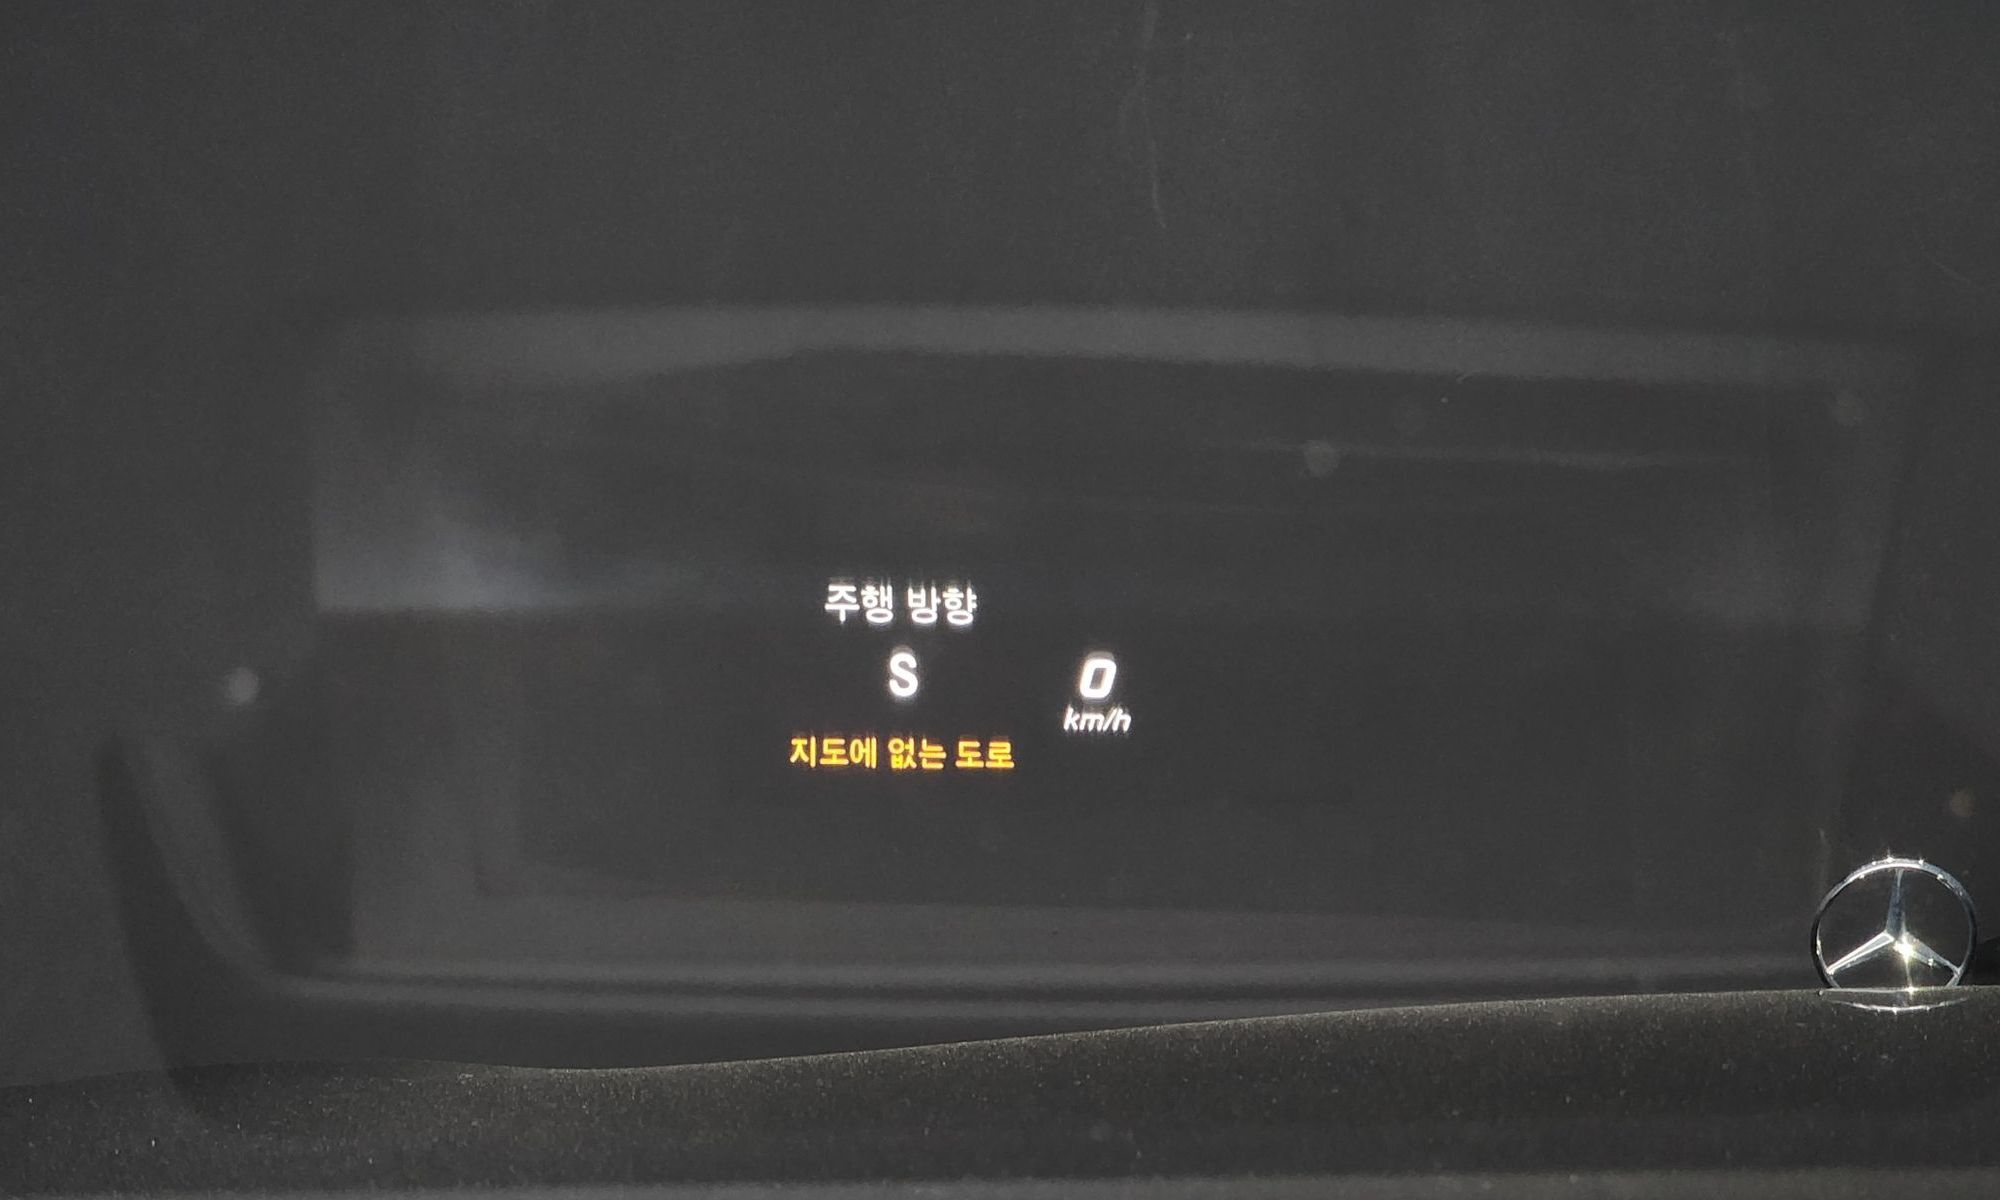 주행 방향
S
0
km/h
지도에 없는 도로